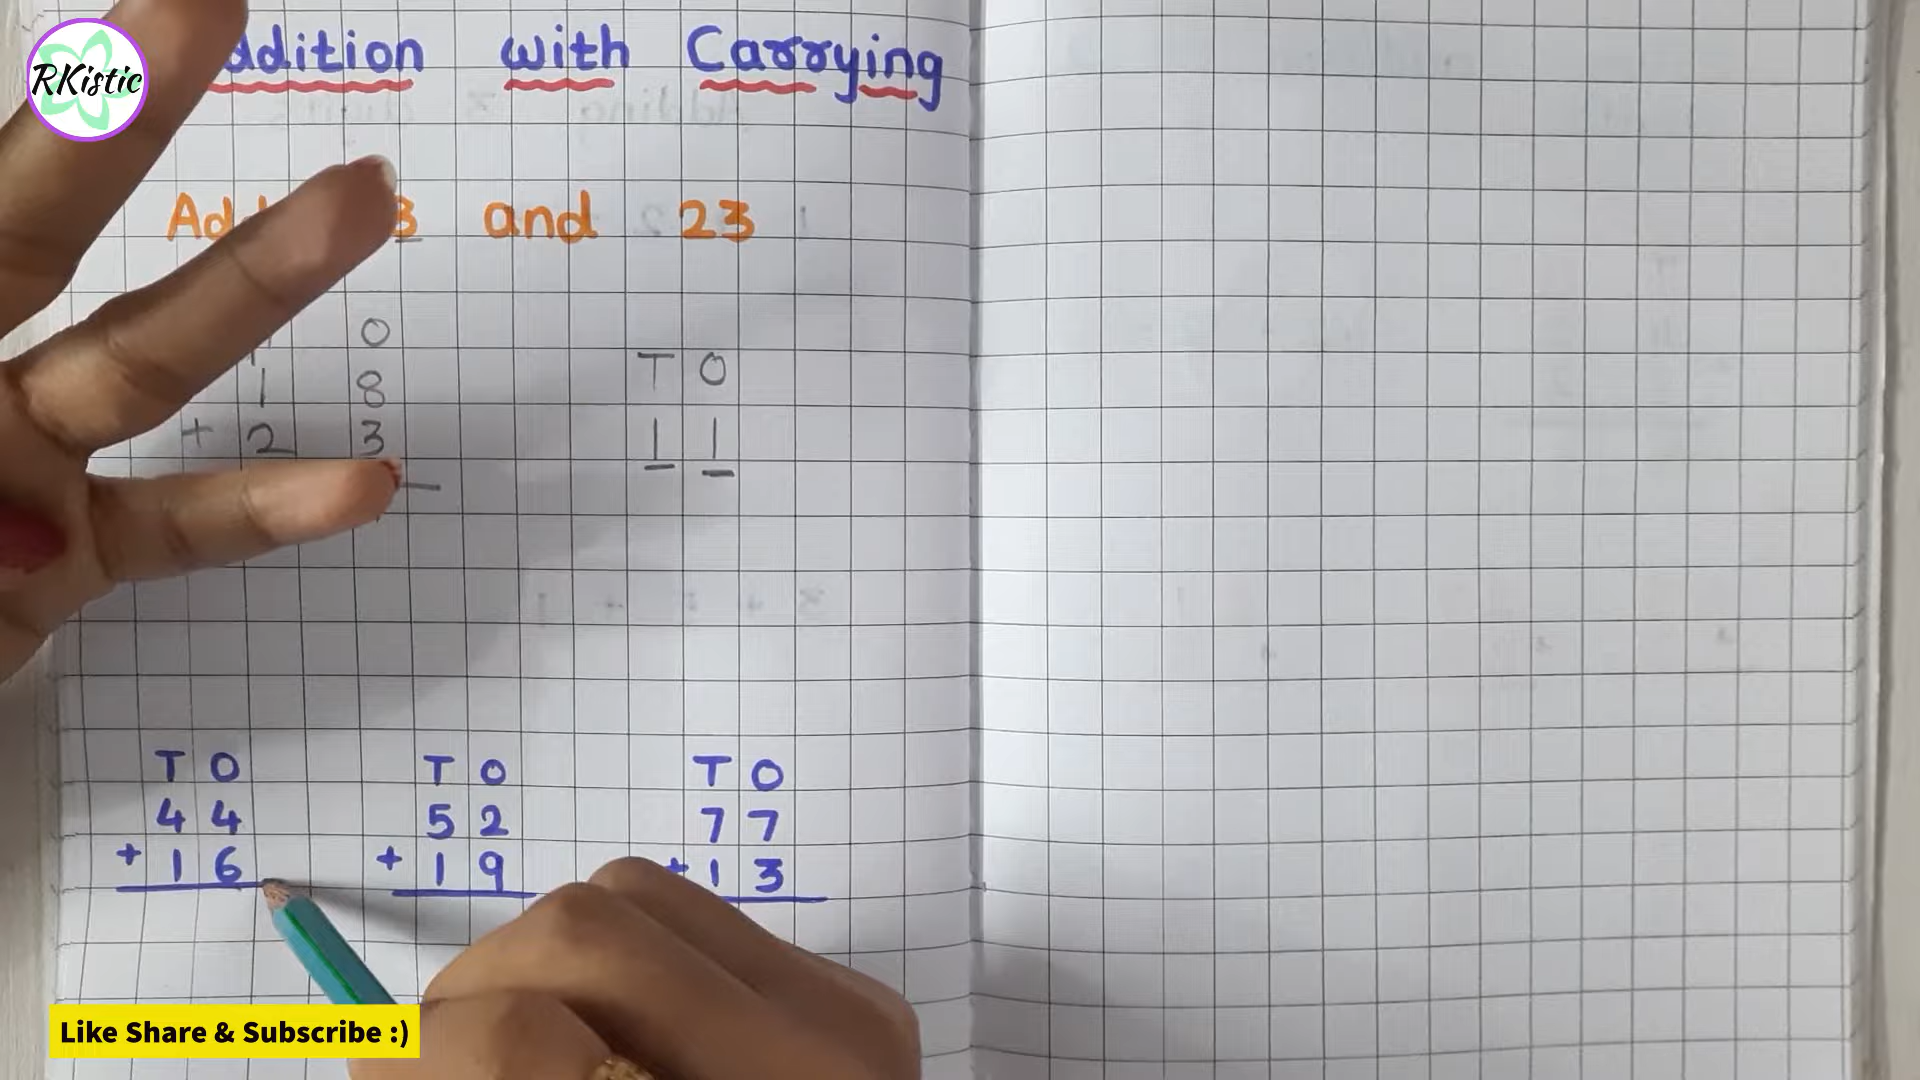 RKistic
ddition with Carrying
3 and 23
0
1 8
+ 2 3
T O
1 1
T O
4 4
+ 1 6
T O
5 2
+ 1 9
T O
7 7
+ 1 3
Like Share & Subscribe :)